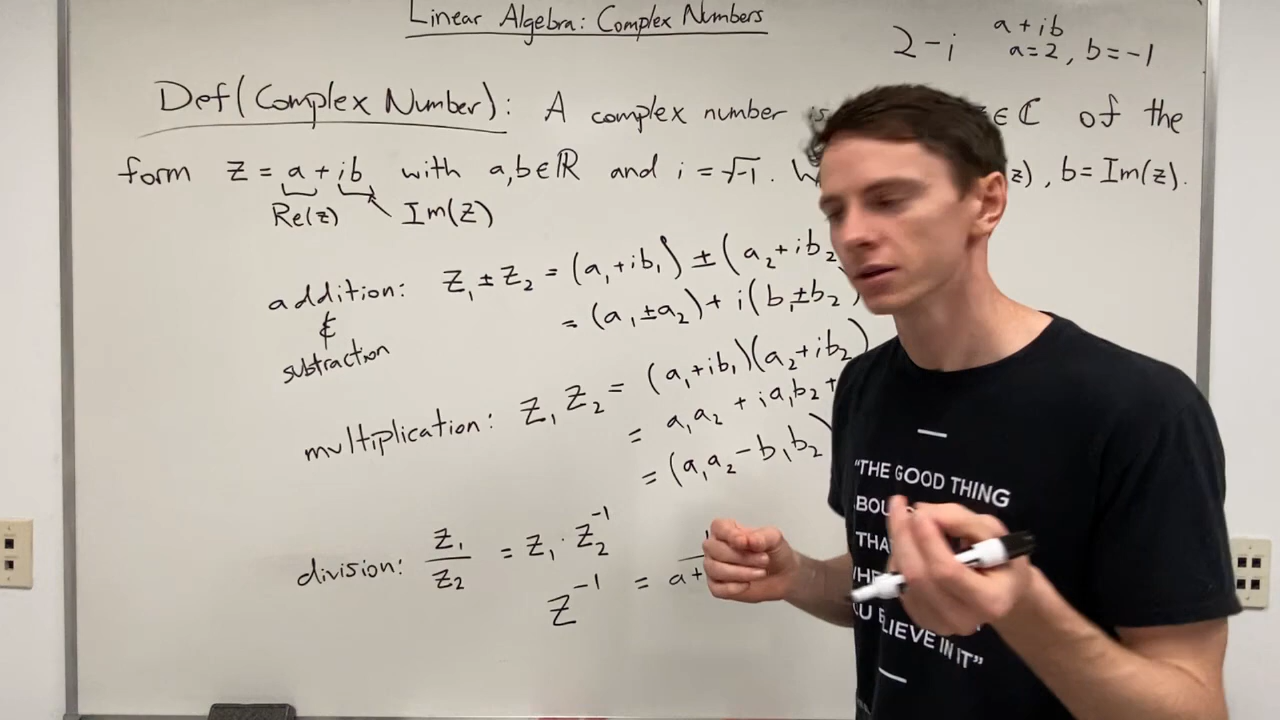 Linear Algebra: Complex Numbers
2-i a+ib
a=2, b=-1
Def(Complex Number): A complex number is ∈ℂ of the
form z = a + ib with a,b∈ℝ and i=√-1. (z), b=Im(z).
Re(z) Im(z)
addition: z₁±z₂ = (a₁+ib₁)±(a₂+ib₂
& = (a₁±a₂)+i(b₁±b₂)
subtraction
multiplication: z₁z₂ = (a₁+ib₁)(a₂+ib₂)
= a₁a₂+ia₁b₂+
= (a₁a₂-b₁b₂)
division: z₁/z₂ = z₁·z₂⁻¹
z⁻¹ = 1/a+
"THE GOOD THING
THA
LIEVE IN IT"